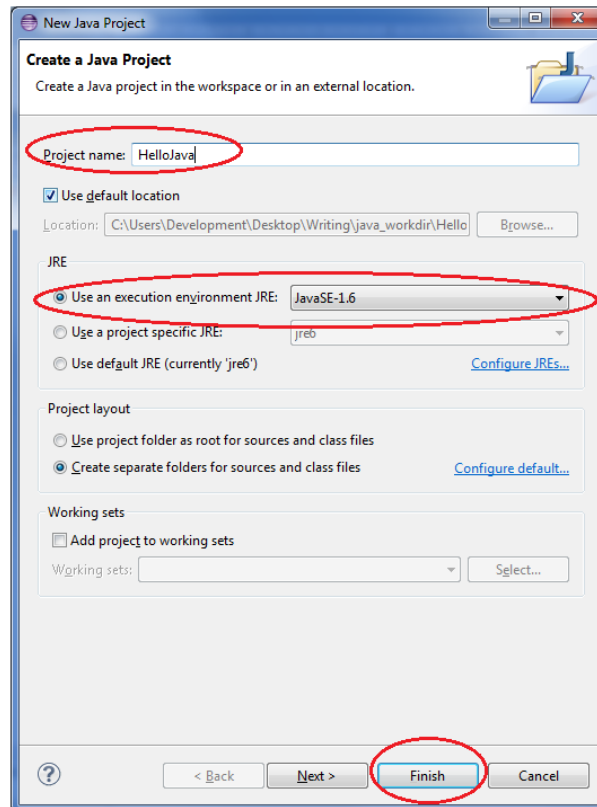 New Java Project
Create a Java Project
Create a Java project in the workspace or in an external location.
Project name: HelloJava
Use default location
Location: C:\Users\Development\Desktop\Writing\java_workdir\Hello Browse...
JRE
Use an execution environment JRE: JavaSE-1.6
Use a project specific JRE: jre6
Use default JRE (currently 'jre6') Configure JREs...
Project layout
Use project folder as root for sources and class files
Create separate folders for sources and class files Configure default...
Working sets
Add project to working sets
Working sets: Select...
? < Back Next > Finish Cancel